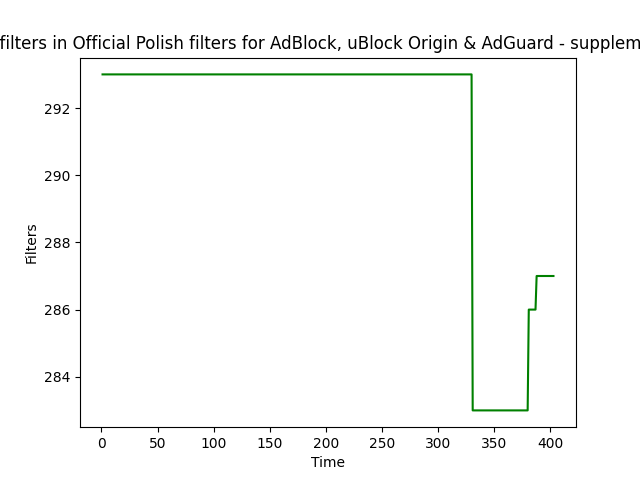 filters in Official Polish filters for AdBlock, uBlock Origin & AdGuard - supplem
292
290
288
286
284
Filters
0 50 100 150 200 250 300 350 400
Time